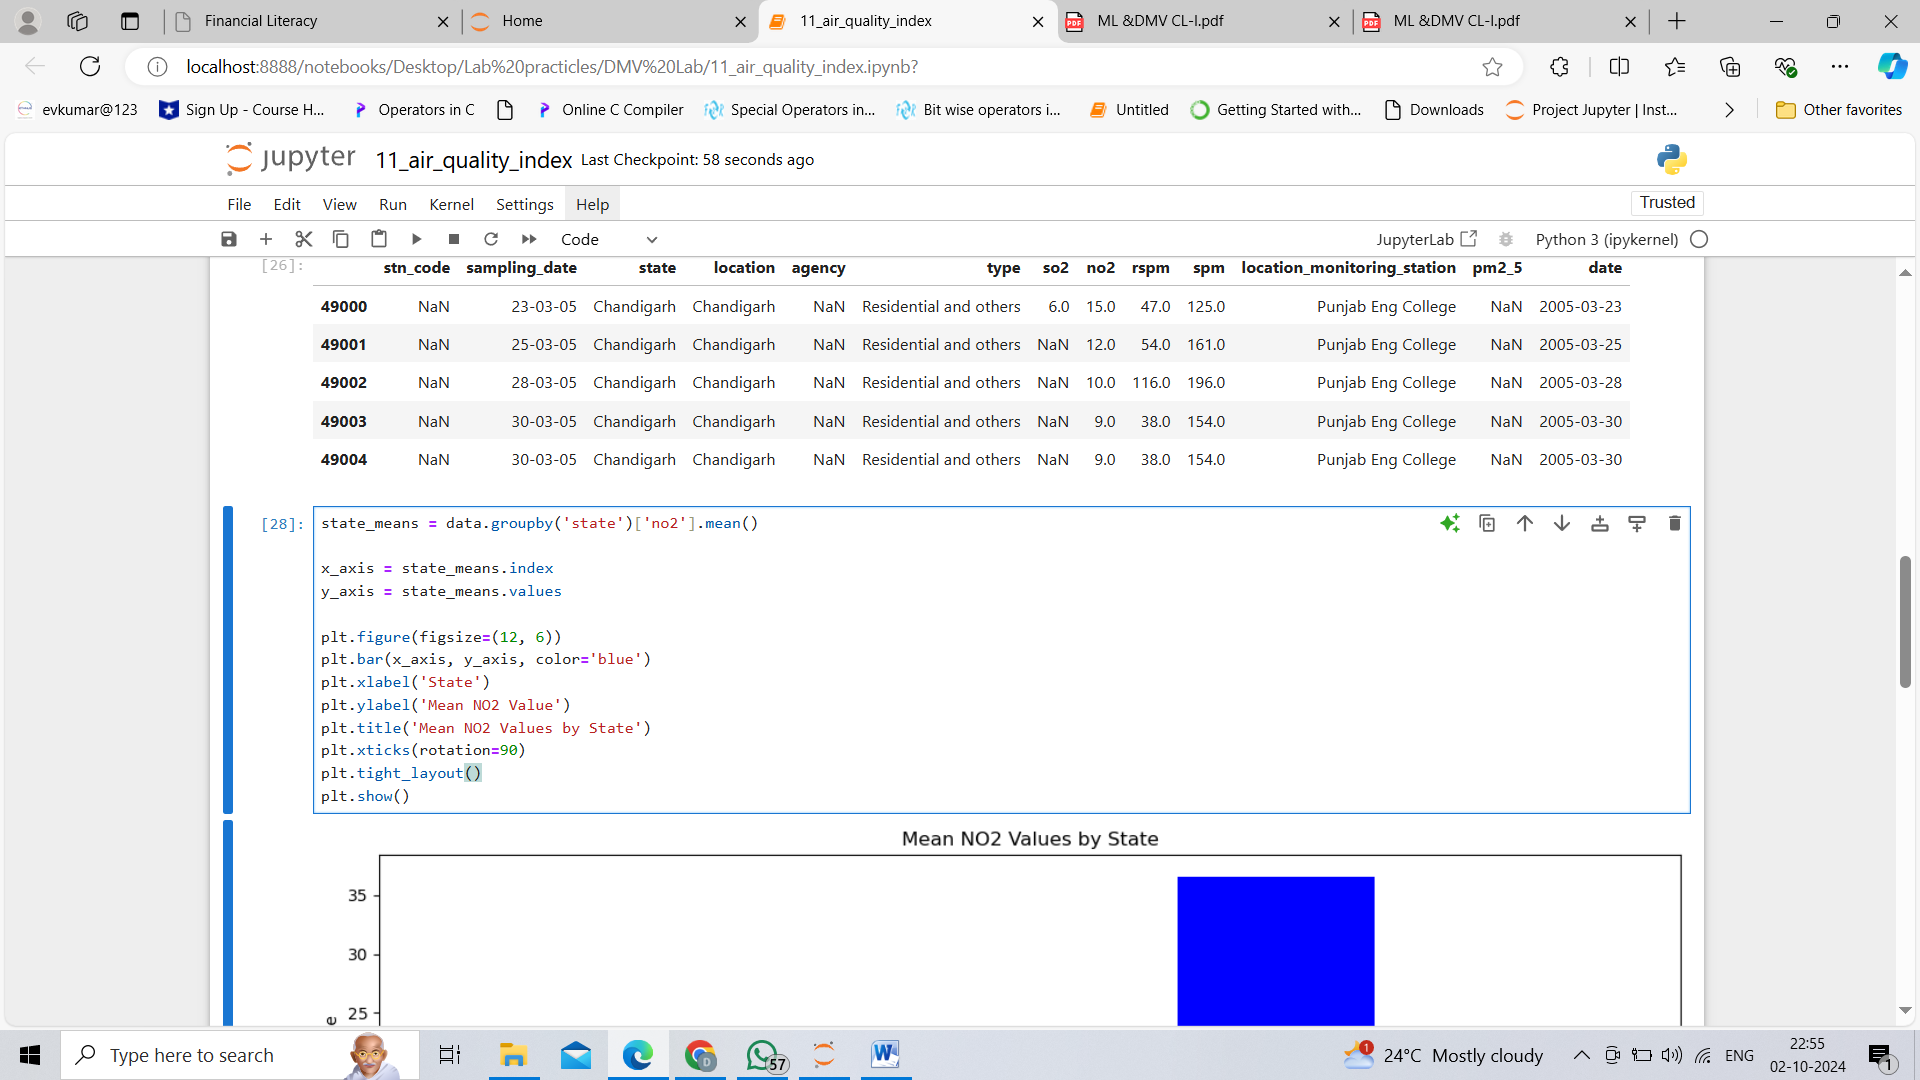 Financial Literacy
Home
11_air_quality_index
ML &DMV CL-I.pdf
ML &DMV CL-I.pdf
localhost:8888/notebooks/Desktop/Lab%20practicles/DMV%20Lab/11_air_quality_index.ipynb?
evkumar@123 Sign Up - Course H... Operators in C Online C Compiler Special Operators in... Bit wise operators i... Untitled Getting Started with... Downloads Project Jupyter | Inst... Other favorites
jupyter 11_air_quality_index Last Checkpoint: 58 seconds ago
File Edit View Run Kernel Settings Help Trusted
Code JupyterLab Python 3 (ipykernel)
[26]: stn_code sampling_date state location agency type so2 no2 rspm spm location_monitoring_station pm2_5 date
49000 NaN 23-03-05 Chandigarh Chandigarh NaN Residential and others 6.0 15.0 47.0 125.0 Punjab Eng College NaN 2005-03-23
49001 NaN 25-03-05 Chandigarh Chandigarh NaN Residential and others NaN 12.0 54.0 161.0 Punjab Eng College NaN 2005-03-25
49002 NaN 28-03-05 Chandigarh Chandigarh NaN Residential and others NaN 10.0 116.0 196.0 Punjab Eng College NaN 2005-03-28
49003 NaN 30-03-05 Chandigarh Chandigarh NaN Residential and others NaN 9.0 38.0 154.0 Punjab Eng College NaN 2005-03-30
49004 NaN 30-03-05 Chandigarh Chandigarh NaN Residential and others NaN 9.0 38.0 154.0 Punjab Eng College NaN 2005-03-30
[28]: state_means = data.groupby('state')['no2'].mean()
x_axis = state_means.index
y_axis = state_means.values
plt.figure(figsize=(12, 6))
plt.bar(x_axis, y_axis, color='blue')
plt.xlabel('State')
plt.ylabel('Mean NO2 Value')
plt.title('Mean NO2 Values by State')
plt.xticks(rotation=90)
plt.tight_layout()
plt.show()
Mean NO2 Values by State
35
30
25
e
Type here to search
57
1
24°C Mostly cloudy
ENG
22:55
02-10-2024
1